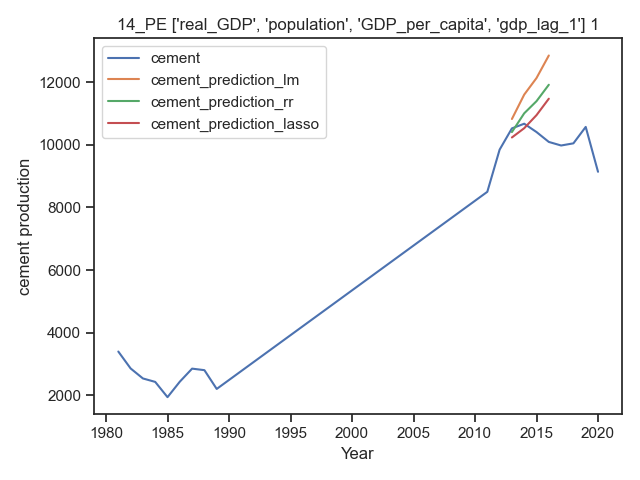 14_PE ['real_GDP', 'population', 'GDP_per_capita', 'gdp_lag_1'] 1
cement
cement_prediction_lm
cement_prediction_rr
cement_prediction_lasso
cement production
12000
10000
8000
6000
4000
2000
1980 1985 1990 1995 2000 2005 2010 2015 2020
Year